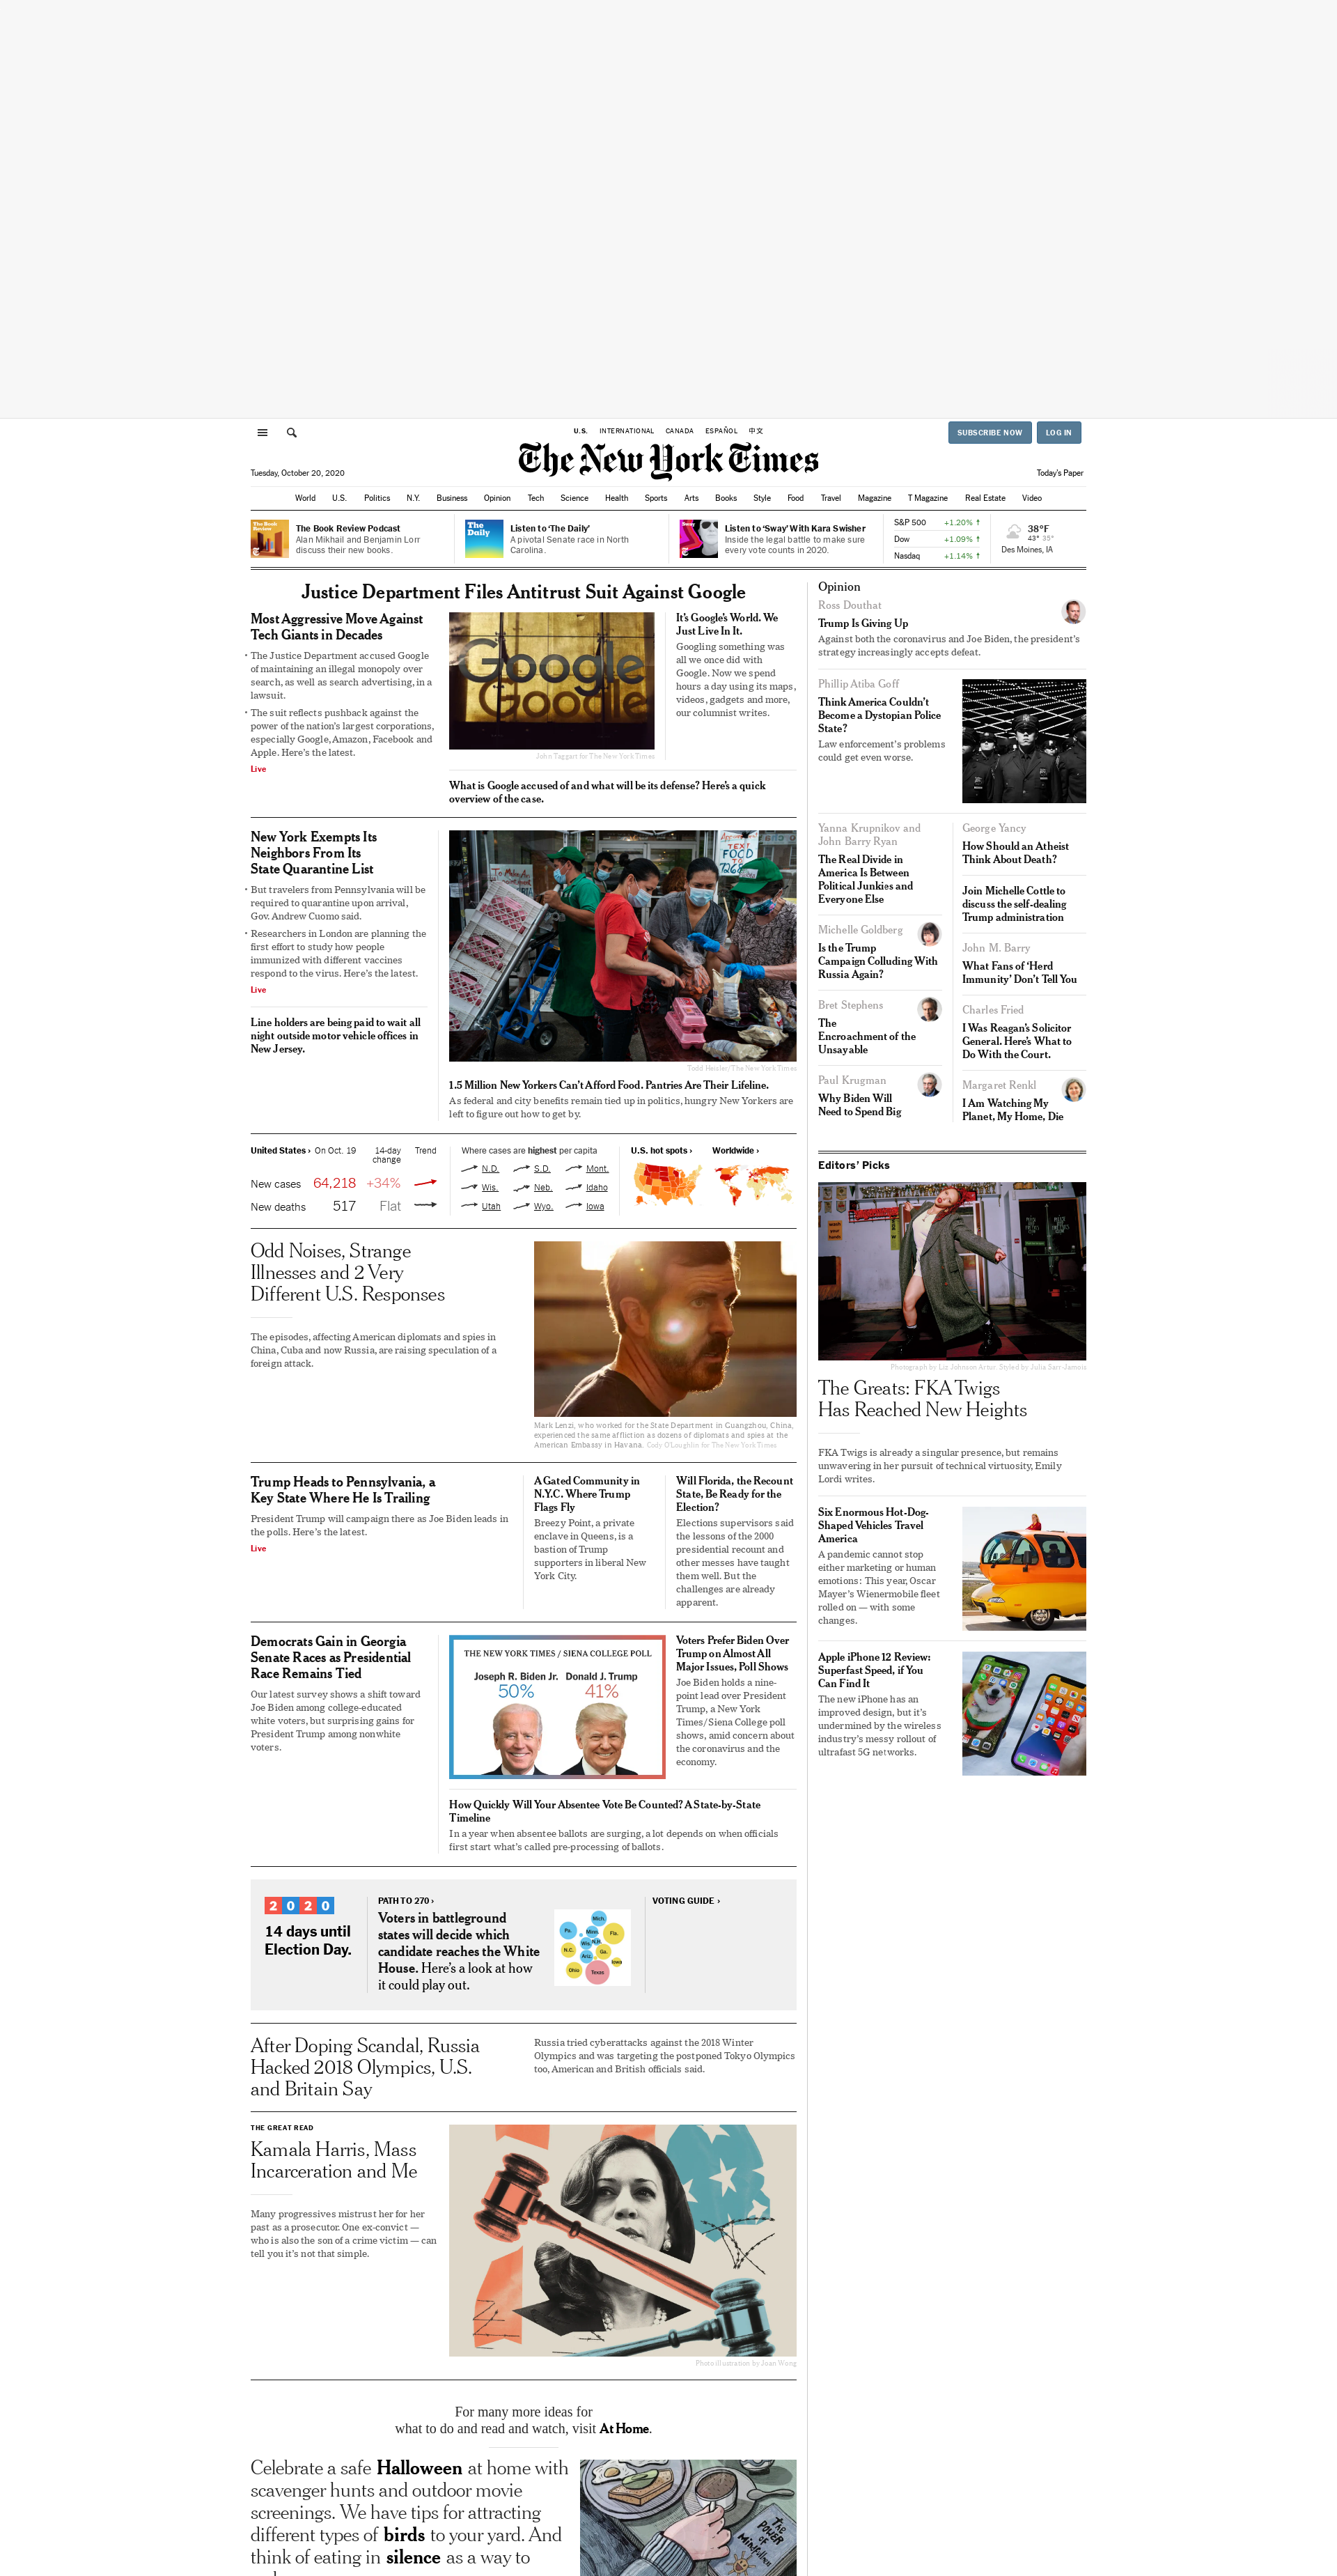 U.S. INTERNATIONAL CANADA ESPAÑOL 中文
SUBSCRIBE NOW
LOG IN
The New York Times
Tuesday, October 20, 2020
Today's Paper
World U.S. Politics N.Y. Business Opinion Tech Science Health Sports Arts Books Style Food Travel Magazine T Magazine Real Estate Video
The Book Review
The Book Review Podcast
Alan Mikhail and Benjamin Lorr
discuss their new books.
The Daily
Listen to ‘The Daily’
A pivotal Senate race in North
Carolina.
Sway
Listen to ‘Sway’ With Kara Swisher
Inside the legal battle to make sure
every vote counts in 2020.
S&P 500 +1.20% ↑
Dow +1.09% ↑
Nasdaq +1.14% ↑
38°F
43° 35°
Des Moines, IA
Justice Department Files Antitrust Suit Against Google
Most Aggressive Move Against
Tech Giants in Decades
• The Justice Department accused Google
of maintaining an illegal monopoly over
search, as well as search advertising, in a
lawsuit.
• The suit reflects pushback against the
power of the nation’s largest corporations,
especially Google, Amazon, Facebook and
Apple. Here’s the latest.
Live
Google
Google
John Taggart for The New York Times
It’s Google’s World. We
Just Live In It.
Googling something was
all we once did with
Google. Now we spend
hours a day using its maps,
videos, gadgets and more,
our columnist writes.
What is Google accused of and what will be its defense? Here’s a quick
overview of the case.
New York Exempts Its
Neighbors From Its
State Quarantine List
• But travelers from Pennsylvania will be
required to quarantine upon arrival,
Gov. Andrew Cuomo said.
• Researchers in London are planning the
first effort to study how people
immunized with different vaccines
respond to the virus. Here’s the latest.
Live
Line holders are being paid to wait all
night outside motor vehicle offices in
New Jersey.
TEXT
FOOD
Todd Heisler/The New York Times
1.5 Million New Yorkers Can’t Afford Food. Pantries Are Their Lifeline.
As federal and city benefits remain tied up in politics, hungry New Yorkers are
left to figure out how to get by.
United States › On Oct. 19 14-day change Trend
New cases 64,218 +34%
New deaths 517 Flat
Where cases are highest per capita
N.D. S.D. Mont.
Wis. Neb. Idaho
Utah Wyo. Iowa
U.S. hot spots ›
Worldwide ›
Odd Noises, Strange
Illnesses and 2 Very
Different U.S. Responses
The episodes, affecting American diplomats and spies in
China, Cuba and now Russia, are raising speculation of a
foreign attack.
Mark Lenzi, who worked for the State Department in Guangzhou, China,
experienced the same affliction as dozens of diplomats and spies at the
American Embassy in Havana. Cody O'Loughlin for The New York Times
Trump Heads to Pennsylvania, a
Key State Where He Is Trailing
President Trump will campaign there as Joe Biden leads in
the polls. Here’s the latest.
Live
A Gated Community in
N.Y.C. Where Trump
Flags Fly
Breezy Point, a private
enclave in Queens, is a
bastion of Trump
supporters in liberal New
York City.
Will Florida, the Recount
State, Be Ready for the
Election?
Elections supervisors said
the lessons of the 2000
presidential recount and
other messes have taught
them well. But the
challenges are already
apparent.
Democrats Gain in Georgia
Senate Races as Presidential
Race Remains Tied
Our latest survey shows a shift toward
Joe Biden among college-educated
white voters, but surprising gains for
President Trump among nonwhite
voters.
THE NEW YORK TIMES / SIENA COLLEGE POLL
Joseph R. Biden Jr. Donald J. Trump
50% 41%
Voters Prefer Biden Over
Trump on Almost All
Major Issues, Poll Shows
Joe Biden holds a nine-
point lead over President
Trump, a New York
Times/Siena College poll
shows, amid concern about
the coronavirus and the
economy.
How Quickly Will Your Absentee Vote Be Counted? A State-by-State
Timeline
In a year when absentee ballots are surging, a lot depends on when officials
first start what’s called pre-processing of ballots.
2020
14 days until
Election Day.
PATH TO 270 ›
Voters in battleground
states will decide which
candidate reaches the White
House. Here’s a look at how
it could play out.
Mich.
Pa.
Minn.
Fla.
Wis.
N.H.
N.C.
Ga.
Ariz.
Iowa
Ohio
Texas
VOTING GUIDE ›
After Doping Scandal, Russia
Hacked 2018 Olympics, U.S.
and Britain Say
Russia tried cyberattacks against the 2018 Winter
Olympics and was targeting the postponed Tokyo Olympics
too, American and British officials said.
THE GREAT READ
Kamala Harris, Mass
Incarceration and Me
Many progressives mistrust her for her
past as a prosecutor. One ex-convict —
who is also the son of a crime victim — can
tell you it’s not that simple.
Photo illustration by Joan Wong
For many more ideas for
what to do and read and watch, visit At Home.
Celebrate a safe Halloween at home with
scavenger hunts and outdoor movie
screenings. We have tips for attracting
different types of birds to your yard. And
think of eating in silence as a way to
THE POWER of Mindfulness
Opinion
Ross Douthat
Trump Is Giving Up
Against both the coronavirus and Joe Biden, the president’s
strategy increasingly accepts defeat.
Phillip Atiba Goff
Think America Couldn’t
Become a Dystopian Police
State?
Law enforcement’s problems
could get even worse.
Yanna Krupnikov and
John Barry Ryan
The Real Divide in
America Is Between
Political Junkies and
Everyone Else
Michelle Goldberg
Is the Trump
Campaign Colluding With
Russia Again?
Bret Stephens
The
Encroachment of the
Unsayable
Paul Krugman
Why Biden Will
Need to Spend Big
George Yancy
How Should an Atheist
Think About Death?
Join Michelle Cottle to
discuss the self-dealing
Trump administration
John M. Barry
What Fans of ‘Herd
Immunity’ Don’t Tell You
Charles Fried
I Was Reagan’s Solicitor
General. Here’s What to
Do With the Court.
Margaret Renkl
I Am Watching My
Planet, My Home, Die
Editors’ Picks
Photograph by Liz Johnson Artur. Styled by Julia Sarr-Jamois
The Greats: FKA Twigs
Has Reached New Heights
FKA Twigs is already a singular presence, but remains
unwavering in her pursuit of technical virtuosity, Emily
Lordi writes.
Six Enormous Hot-Dog-
Shaped Vehicles Travel
America
A pandemic cannot stop
either marketing or human
emotions: This year, Oscar
Mayer’s Wienermobile fleet
rolled on — with some
changes.
Apple iPhone 12 Review:
Superfast Speed, if You
Can Find It
The new iPhone has an
improved design, but it’s
undermined by the wireless
industry’s messy rollout of
ultrafast 5G networks.